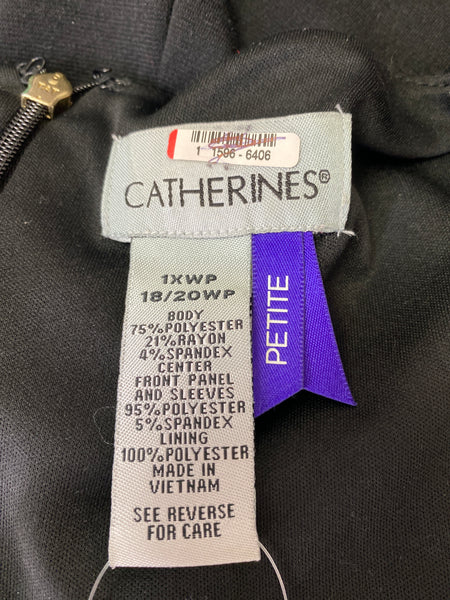 1 1596 - 6406
CATHERINES®
1XWP
18/20WP
BODY
75%POLYESTER
21%RAYON
4%SPANDEX
CENTER
FRONT PANEL
AND SLEEVES
95%POLYESTER
5%SPANDEX
LINING
100%POLYESTER
MADE IN
VIETNAM
SEE REVERSE
FOR CARE
PETITE